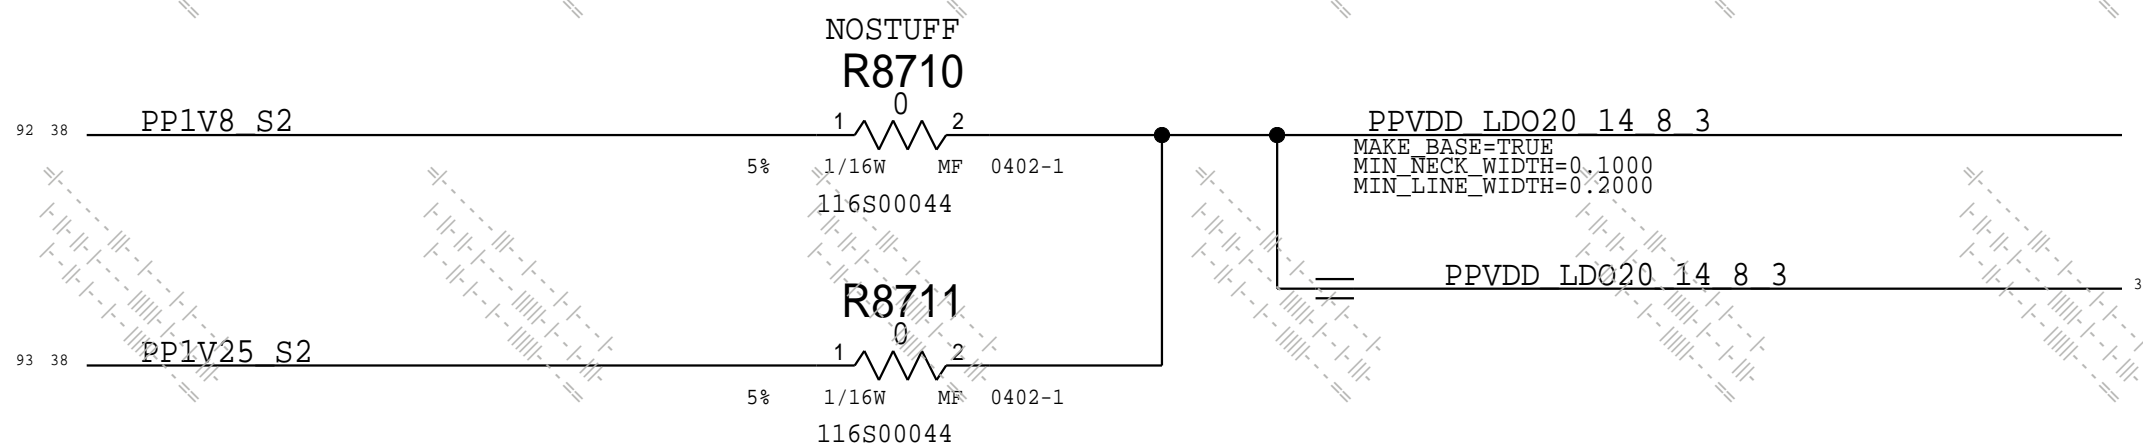 NOSTUFF
R8710
0
92 38 PP1V8_S2 1 2 PPVDD_LDO20_14_8_3
MAKE_BASE=TRUE
5% 1/16W MF 0402-1 MIN_NECK_WIDTH=0.1000
MIN_LINE_WIDTH=0.2000
116S00044
PPVDD_LDO20_14_8_3 3
R8711
0
93 38 PP1V25_S2 1 2
5% 1/16W MF 0402-1
116S00044